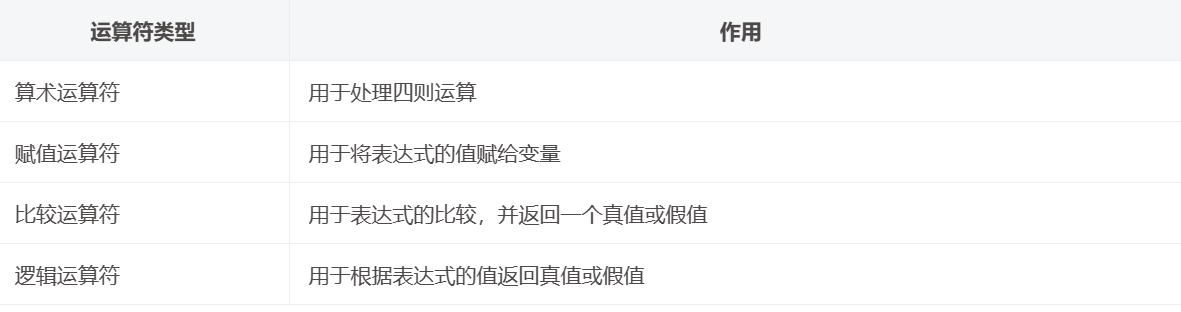 运算符类型 作用
算术运算符 用于处理四则运算
赋值运算符 用于将表达式的值赋给变量
比较运算符 用于表达式的比较，并返回一个真值或假值
逻辑运算符 用于根据表达式的值返回真值或假值